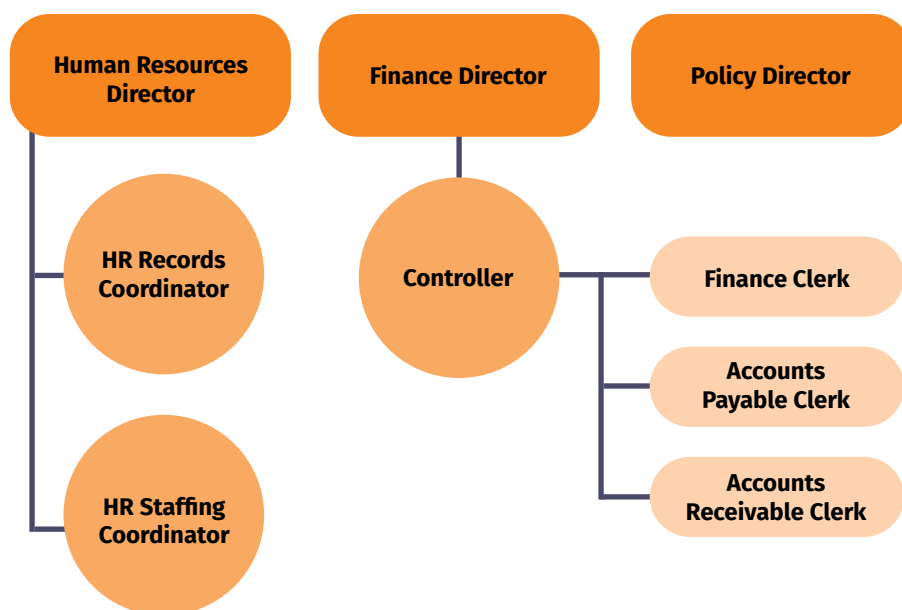 Human Resources
Director
Finance Director
Policy Director
HR Records
Coordinator
Controller
Finance Clerk
Accounts
Payable Clerk
Accounts
Receivable Clerk
HR Staffing
Coordinator